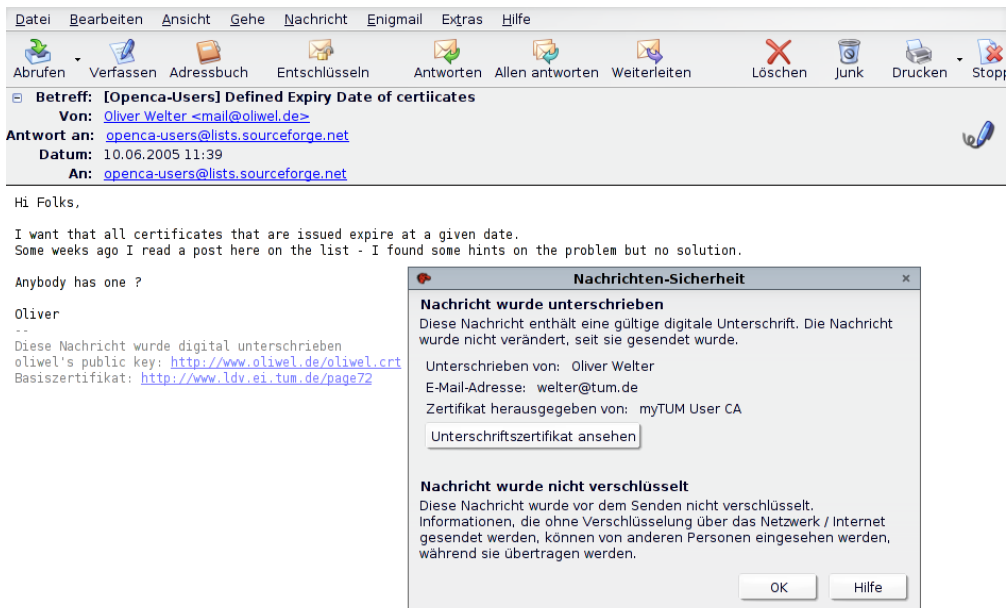 Datei Bearbeiten Ansicht Gehe Nachricht Enigmail Extras Hilfe
Abrufen Verfassen Adressbuch Entschlüsseln Antworten Allen antworten Weiterleiten Löschen Junk Drucken Stopp
Betreff: [Openca-Users] Defined Expiry Date of certiicates
Von: Oliver Welter <mail@oliwel.de>
Antwort an: openca-users@lists.sourceforge.net
Datum: 10.06.2005 11:39
An: openca-users@lists.sourceforge.net
Hi Folks,
I want that all certificates that are issued expire at a given date.
Some weeks ago I read a post here on the list - I found some hints on the problem but no solution.
Anybody has one ?
Oliver
--
Diese Nachricht wurde digital unterschrieben
oliwel's public key: http://www.oliwel.de/oliwel.crt
Basiszertifikat: http://www.ldv.ei.tum.de/page72
Nachrichten-Sicherheit
Nachricht wurde unterschrieben
Diese Nachricht enthält eine gültige digitale Unterschrift. Die Nachricht
wurde nicht verändert, seit sie gesendet wurde.
Unterschrieben von: Oliver Welter
E-Mail-Adresse: welter@tum.de
Zertifikat herausgegeben von: myTUM User CA
Unterschriftszertifikat ansehen
Nachricht wurde nicht verschlüsselt
Diese Nachricht wurde vor dem Senden nicht verschlüsselt.
Informationen, die ohne Verschlüsselung über das Netzwerk / Internet
gesendet werden, können von anderen Personen eingesehen werden,
während sie übertragen werden.
OK Hilfe